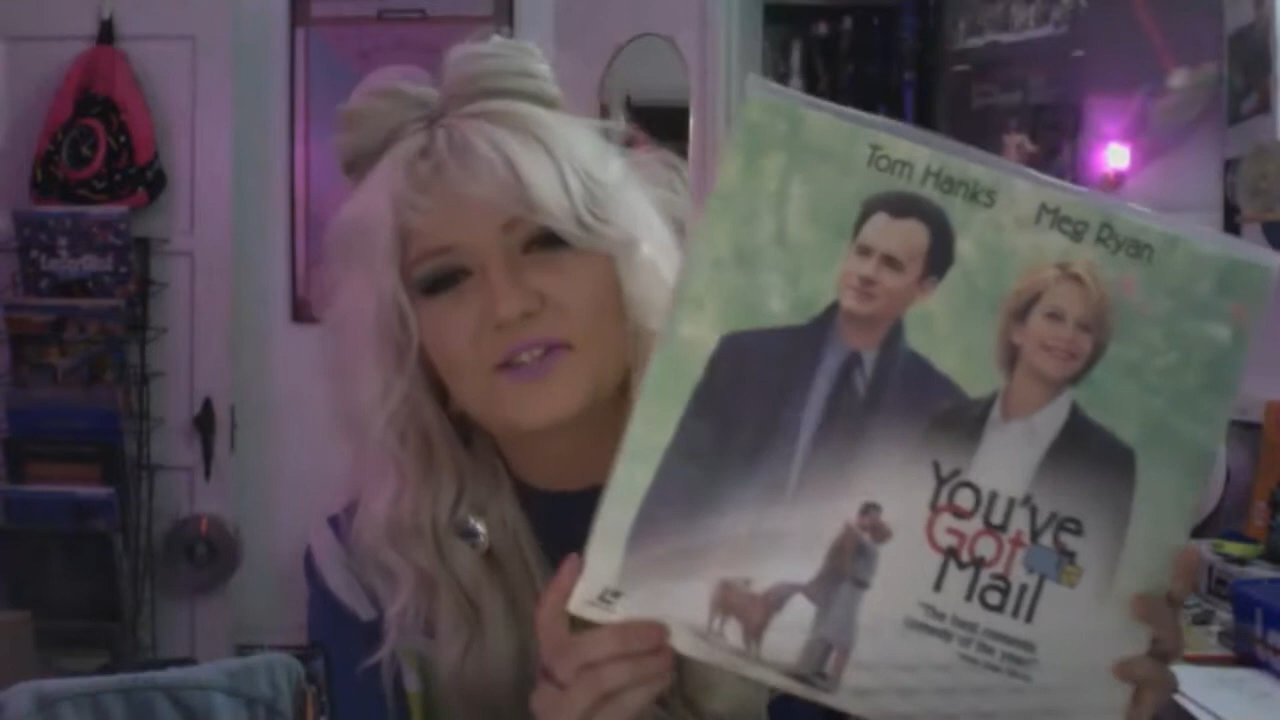 Tom Hanks Meg Ryan
You've
Got
Mail
"The best romantic
comedy of the year!"